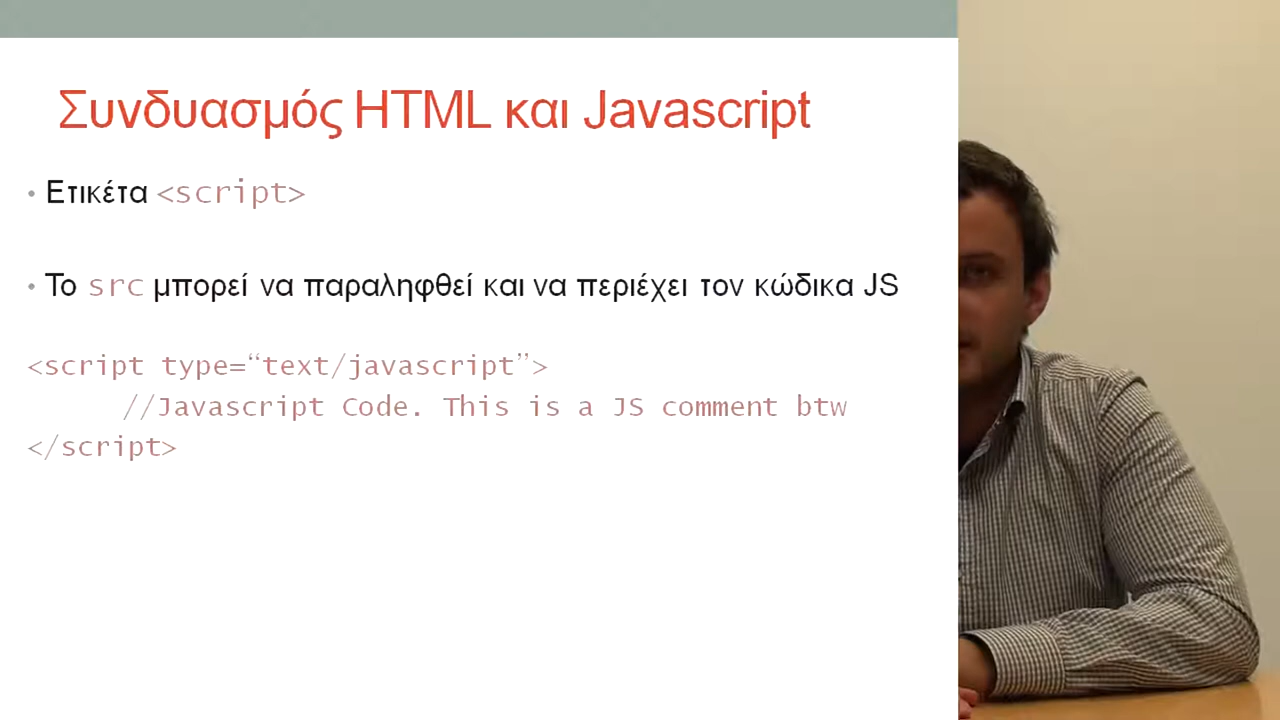 Συνδυασμός HTML και Javascript
• Ετικέτα <script>
• Το src μπορεί να παραληφθεί και να περιέχει τον κώδικα JS
<script type=“text/javascript”>
//Javascript Code. This is a JS comment btw
</script>